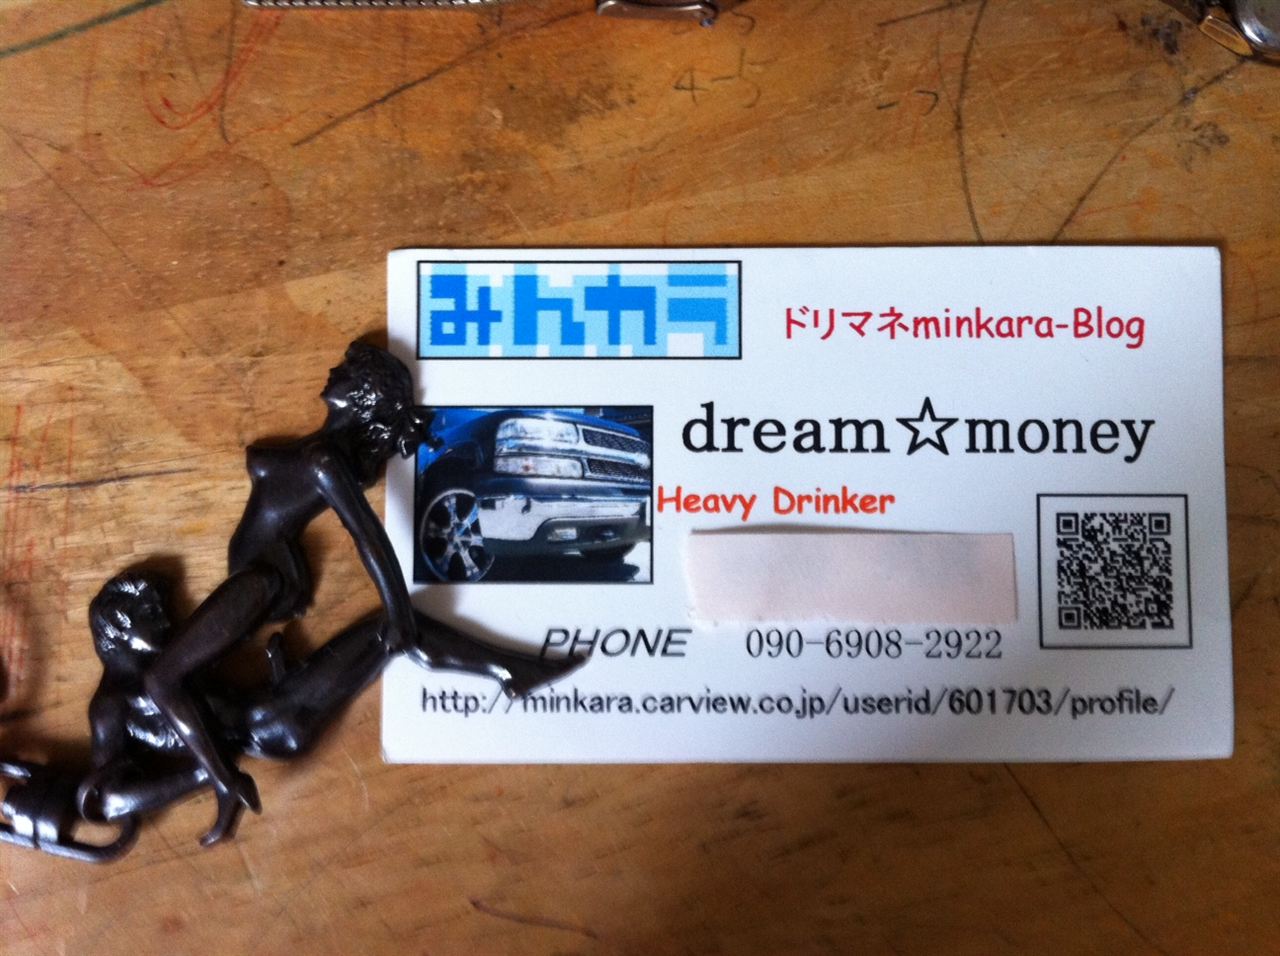 4-5
みんカラ
ドリマネminkara-Blog
dream☆money
Heavy Drinker
PHONE 090-6908-2922
http://minkara.carview.co.jp/userid/601703/profile/